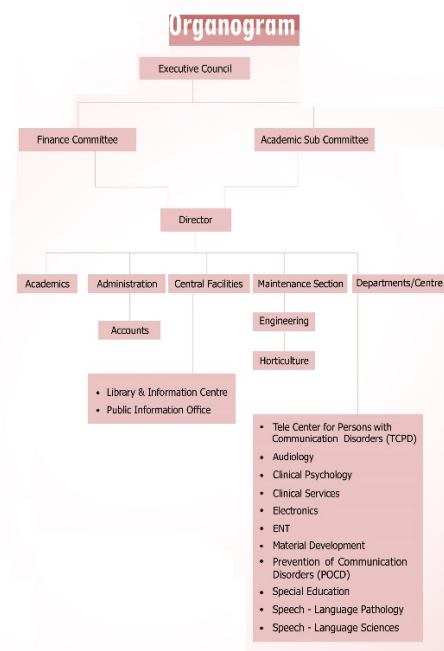 Organogram
Executive Council
Finance Committee
Academic Sub Committee
Director
Academics
Administration
Central Facilities
Maintenance Section
Departments/Centre
Accounts
Engineering
Horticulture
• Library & Information Centre
• Public Information Office
• Tele Center for Persons with
Communication Disorders (TCPD)
• Audiology
• Clinical Psychology
• Clinical Services
• Electronics
• ENT
• Material Development
• Prevention of Communication
Disorders (POCD)
• Special Education
• Speech - Language Pathology
• Speech - Language Sciences